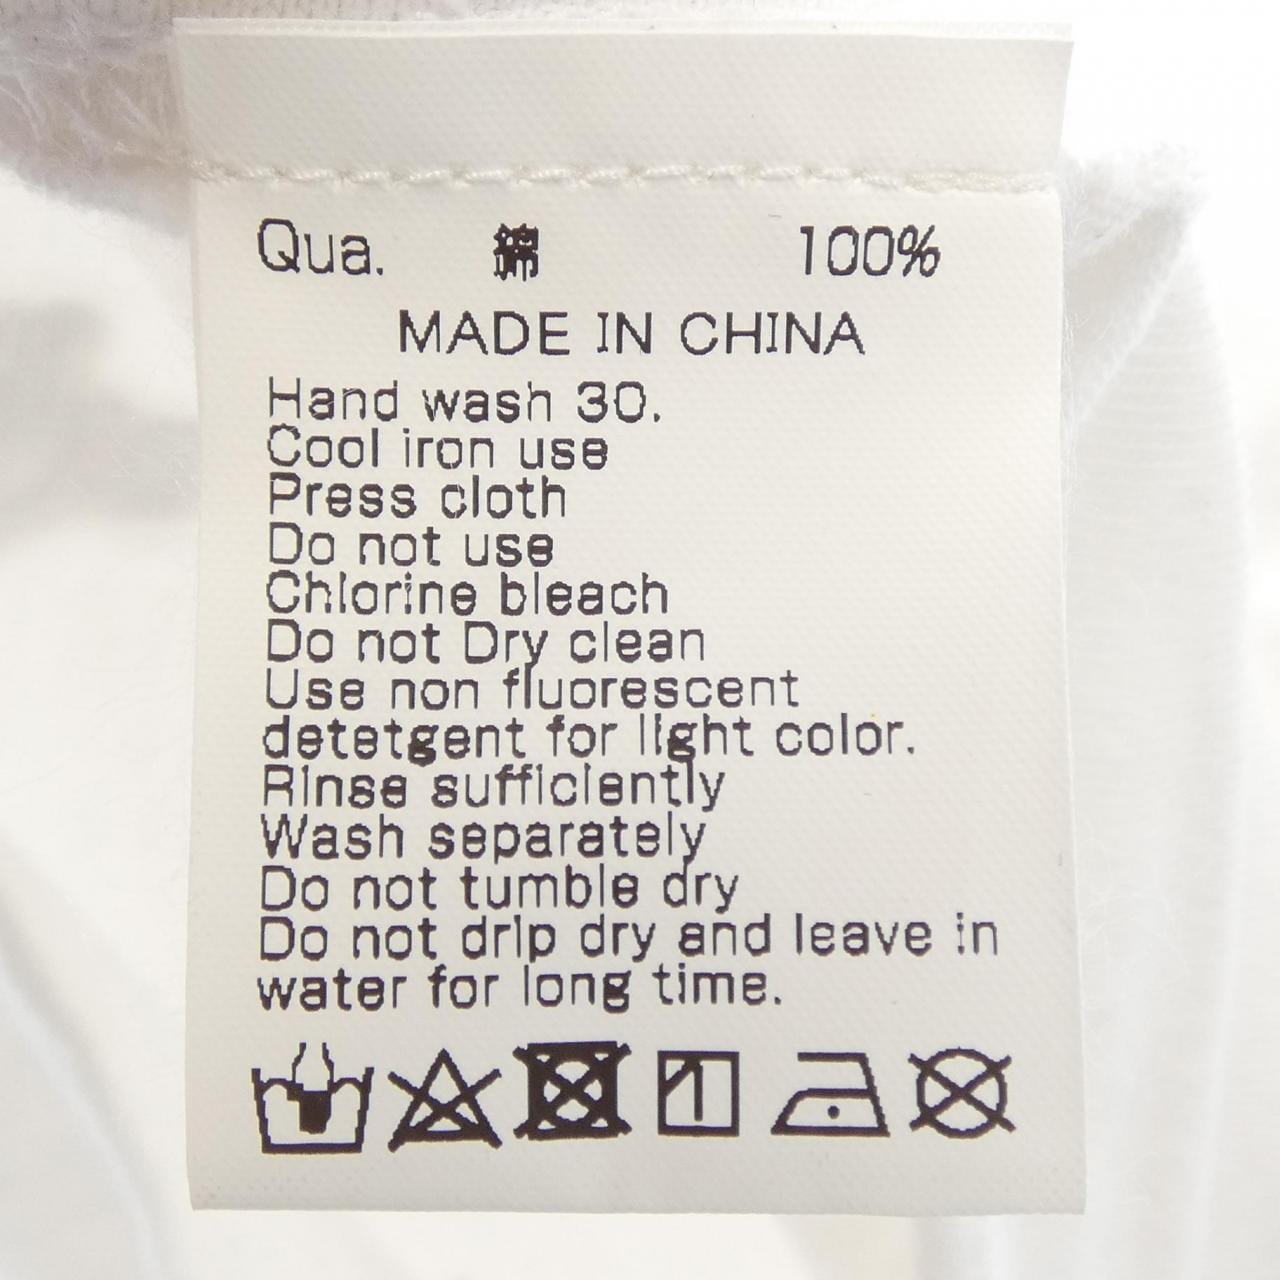 Qua. 綿 100%
MADE IN CHINA
Hand wash 30.
Cool iron use
Press cloth
Do not use
Chlorine bleach
Do not Dry clean
Use non fluorescent
detetgent for light color.
Rinse sufficiently
Wash separately
Do not tumble dry
Do not drip dry and leave in
water for long time.